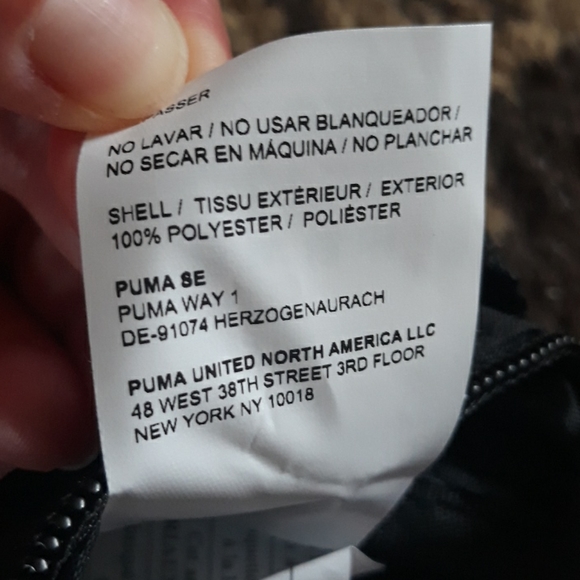 NO LAVAR / NO USAR BLANQUEADOR /
NO SECAR EN MÁQUINA / NO PLANCHAR
SHELL / TISSU EXTÉRIEUR / EXTERIOR
100% POLYESTER / POLIÉSTER
PUMA SE
PUMA WAY 1
DE-91074 HERZOGENAURACH
PUMA UNITED NORTH AMERICA LLC
48 WEST 38TH STREET 3RD FLOOR
NEW YORK NY 10018